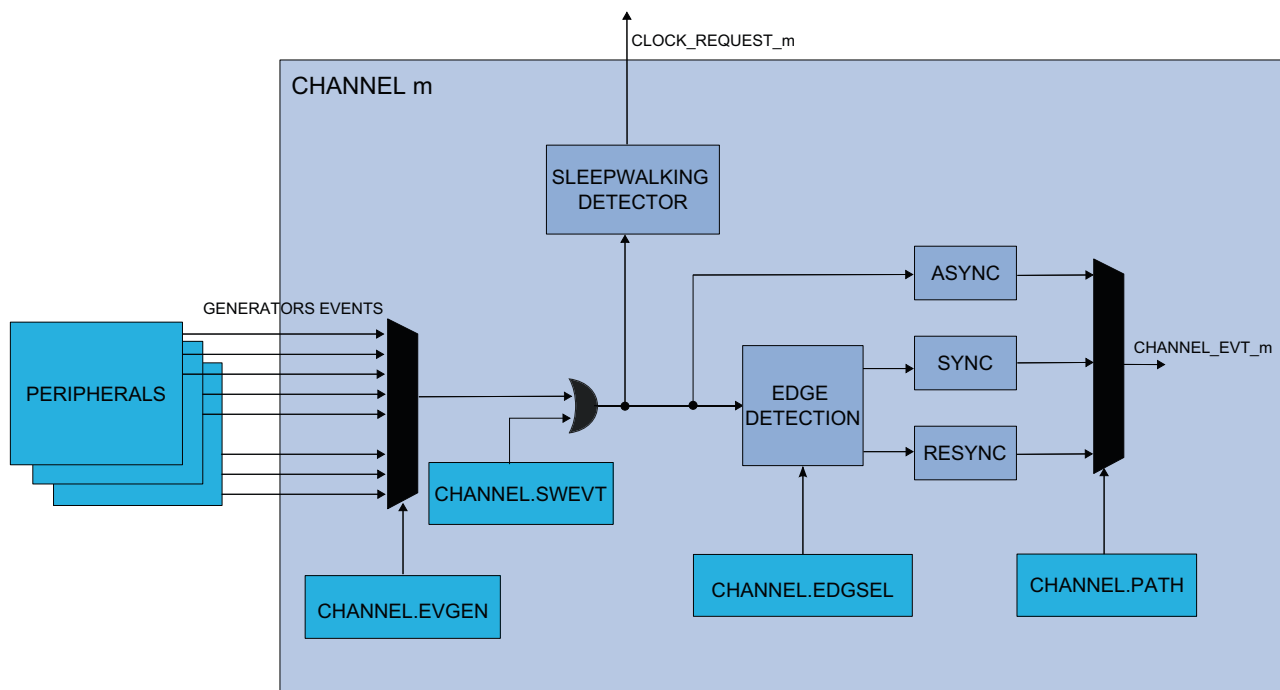 CLOCK_REQUEST_m
CHANNEL m
SLEEPWALKING
DETECTOR
ASYNC
GENERATORS EVENTS
CHANNEL_EVT_m
SYNC
PERIPHERALS
EDGE
DETECTION
RESYNC
CHANNEL.SWEVT
CHANNEL.EDGSEL
CHANNEL.PATH
CHANNEL.EVGEN